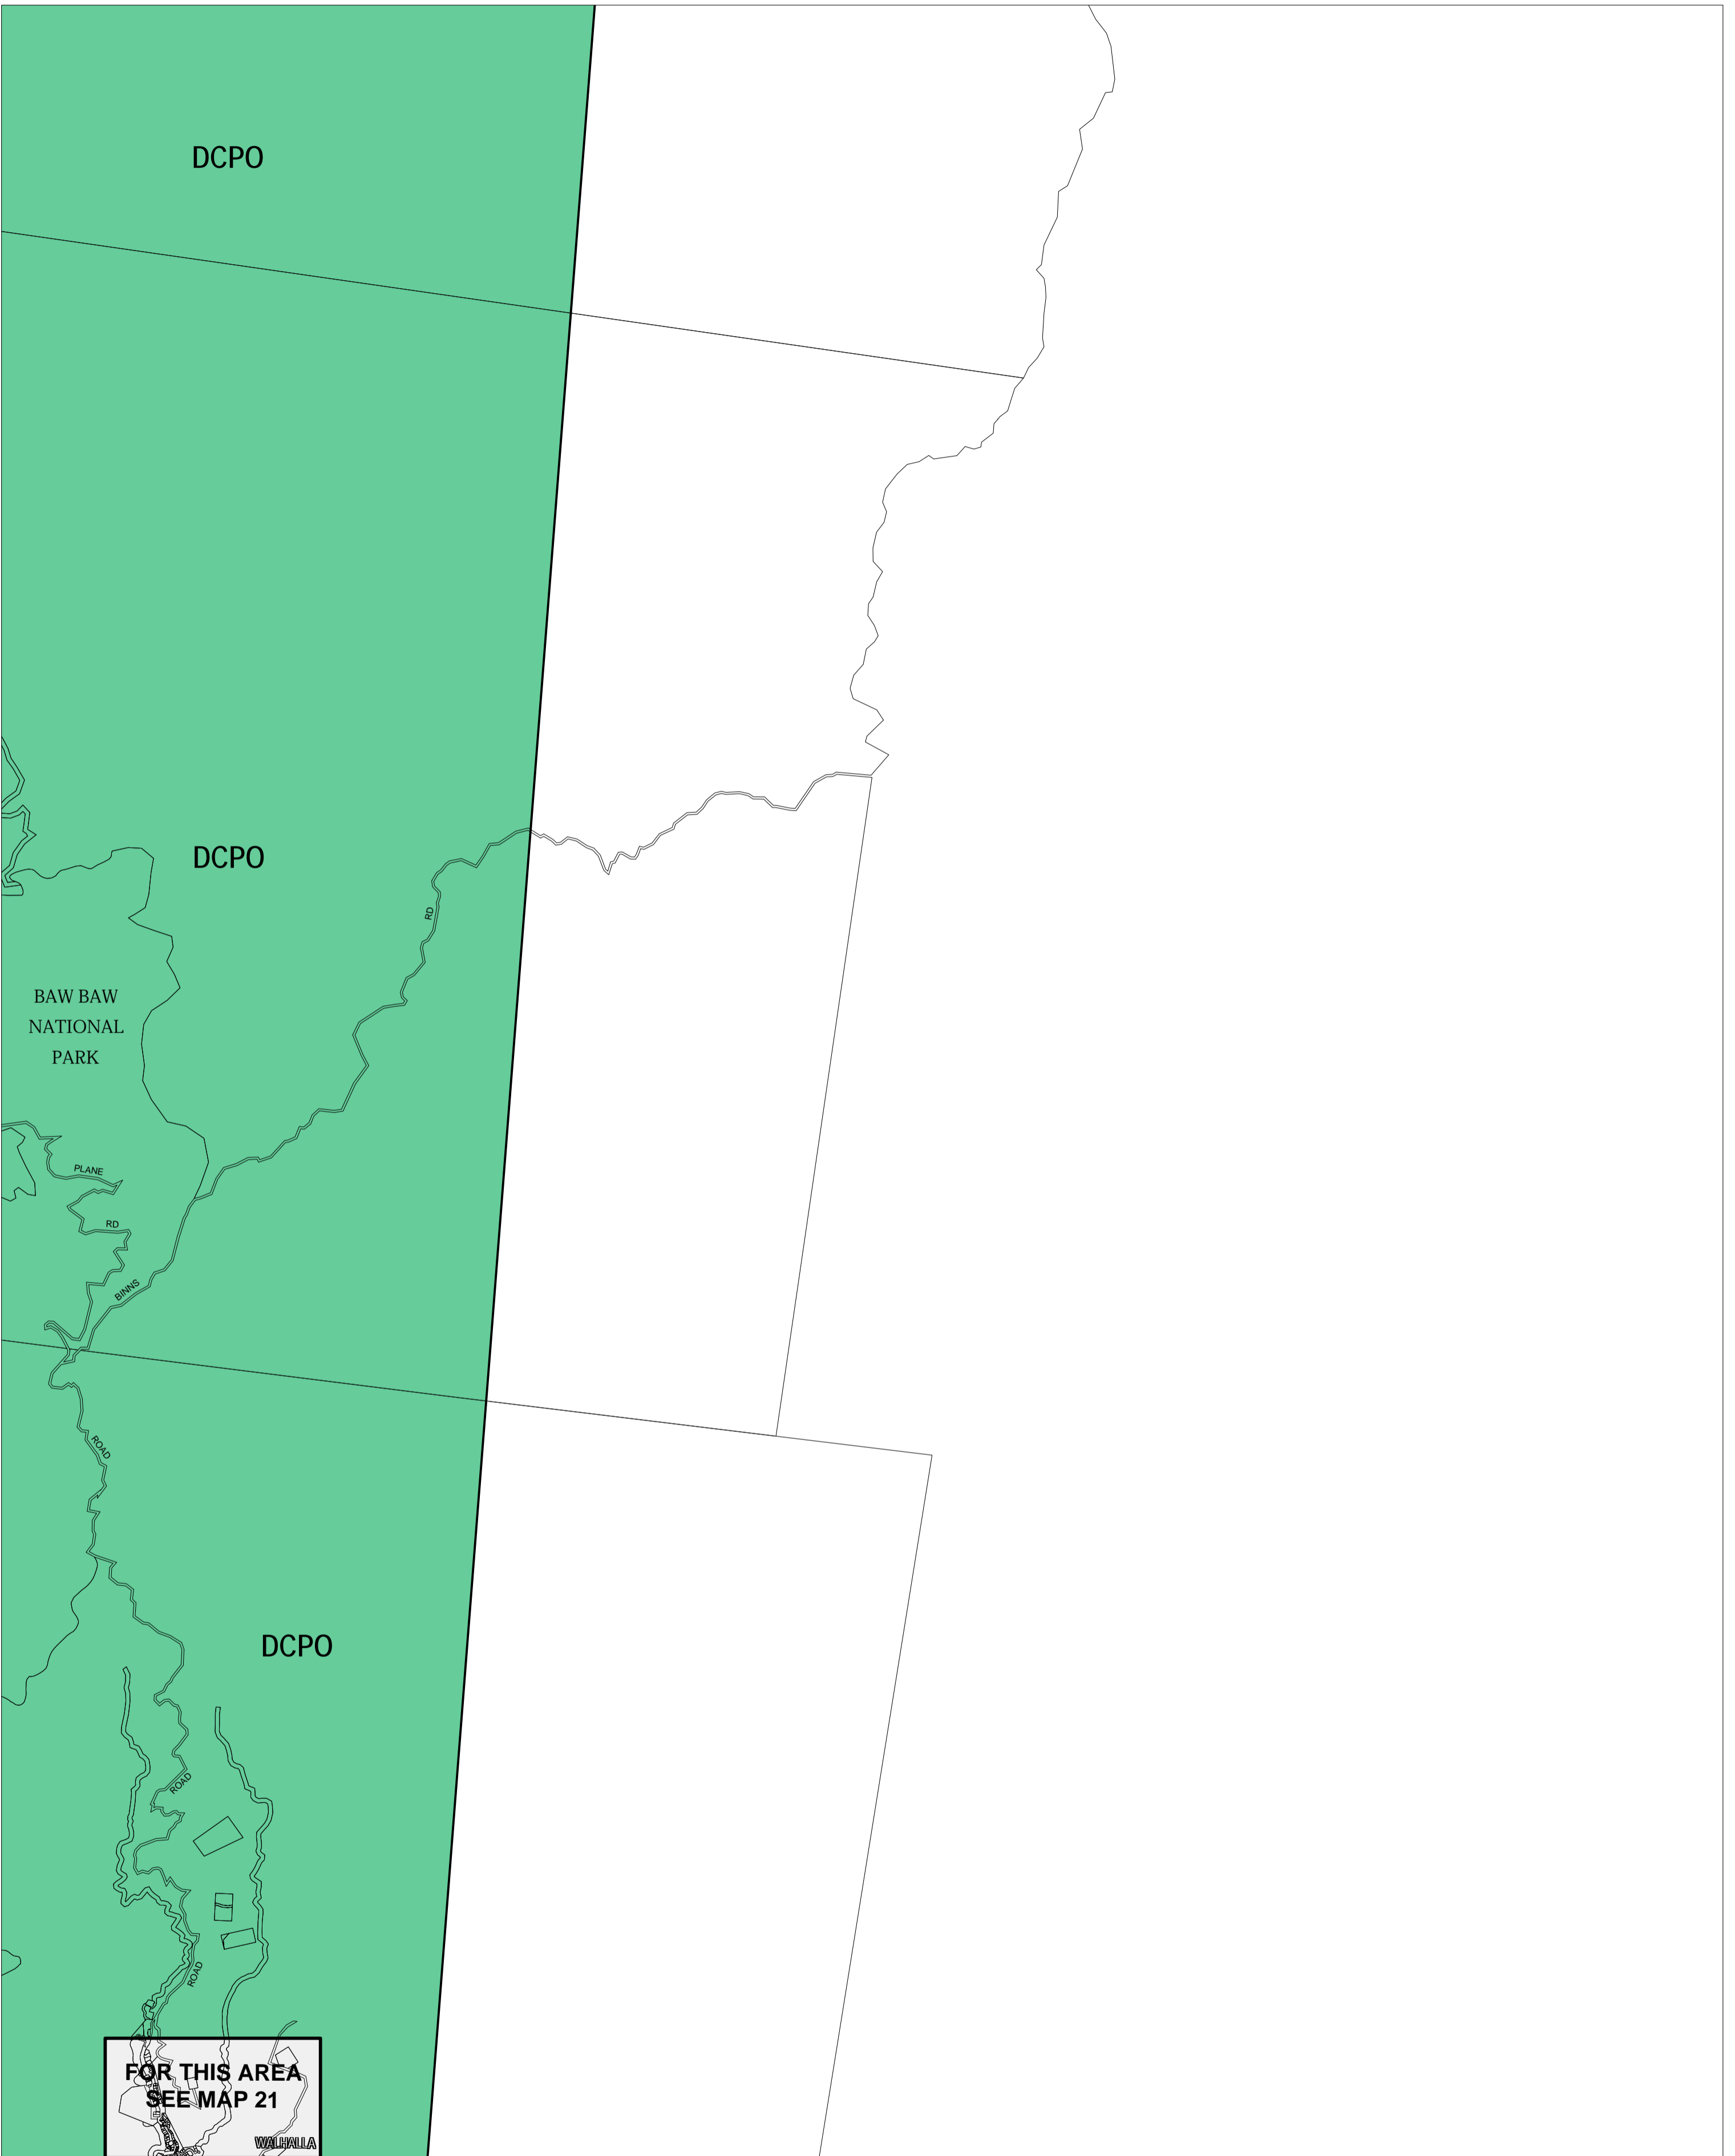 DCPO
DCPO
RD
BAW BAW
NATIONAL
PARK
PLANE
RD
BINNS
ROAD
DCPO
ROAD
ROAD
FOR THIS AREA
SEE MAP 21
WALHALLA